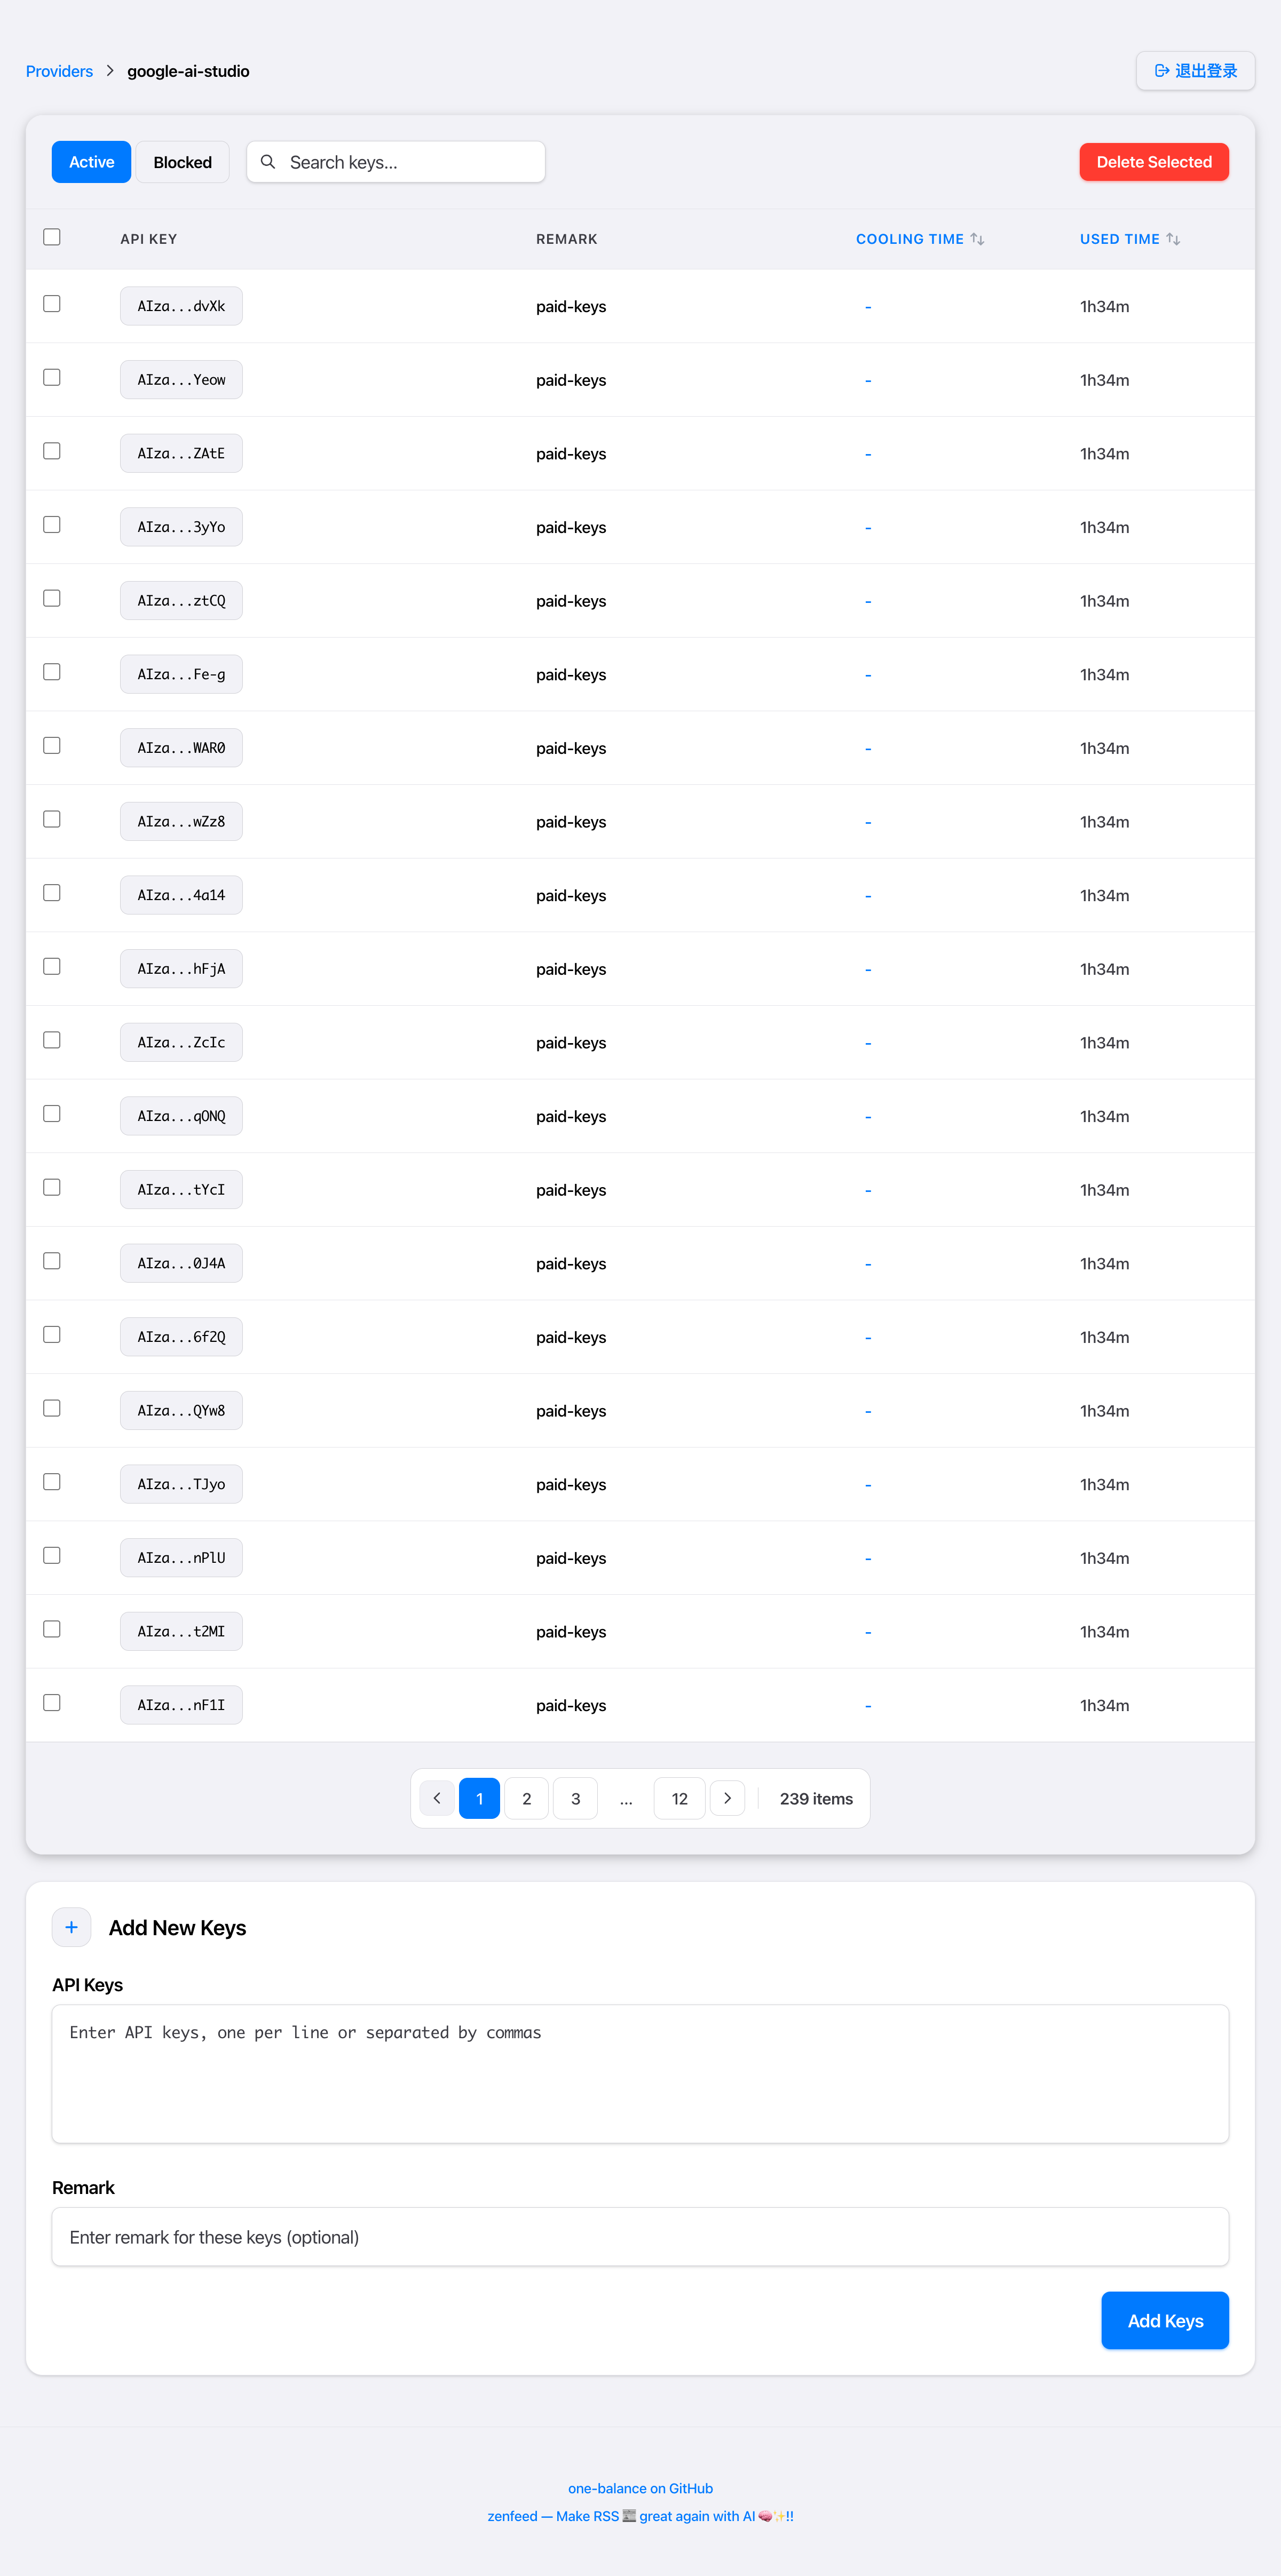 Providers > google-ai-studio 退出登录
Active Blocked Search keys... Delete Selected
API KEY REMARK COOLING TIME USED TIME
AIza...dvXk paid-keys - 1h34m
AIza...Yeow paid-keys - 1h34m
AIza...ZAtE paid-keys - 1h34m
AIza...3yYo paid-keys - 1h34m
AIza...ztCQ paid-keys - 1h34m
AIza...Fe-g paid-keys - 1h34m
AIza...WAR0 paid-keys - 1h34m
AIza...wZz8 paid-keys - 1h34m
AIza...4a14 paid-keys - 1h34m
AIza...hFjA paid-keys - 1h34m
AIza...ZcIc paid-keys - 1h34m
AIza...qONQ paid-keys - 1h34m
AIza...tYcI paid-keys - 1h34m
AIza...0J4A paid-keys - 1h34m
AIza...6f2Q paid-keys - 1h34m
AIza...QYw8 paid-keys - 1h34m
AIza...TJyo paid-keys - 1h34m
AIza...nPlU paid-keys - 1h34m
AIza...t2MI paid-keys - 1h34m
AIza...nF1I paid-keys - 1h34m
1 2 3 ... 12 239 items
Add New Keys
API Keys
Enter API keys, one per line or separated by commas
Remark
Enter remark for these keys (optional)
Add Keys
one-balance on GitHub
zenfeed — Make RSS 📰 great again with AI 🧠✨!!